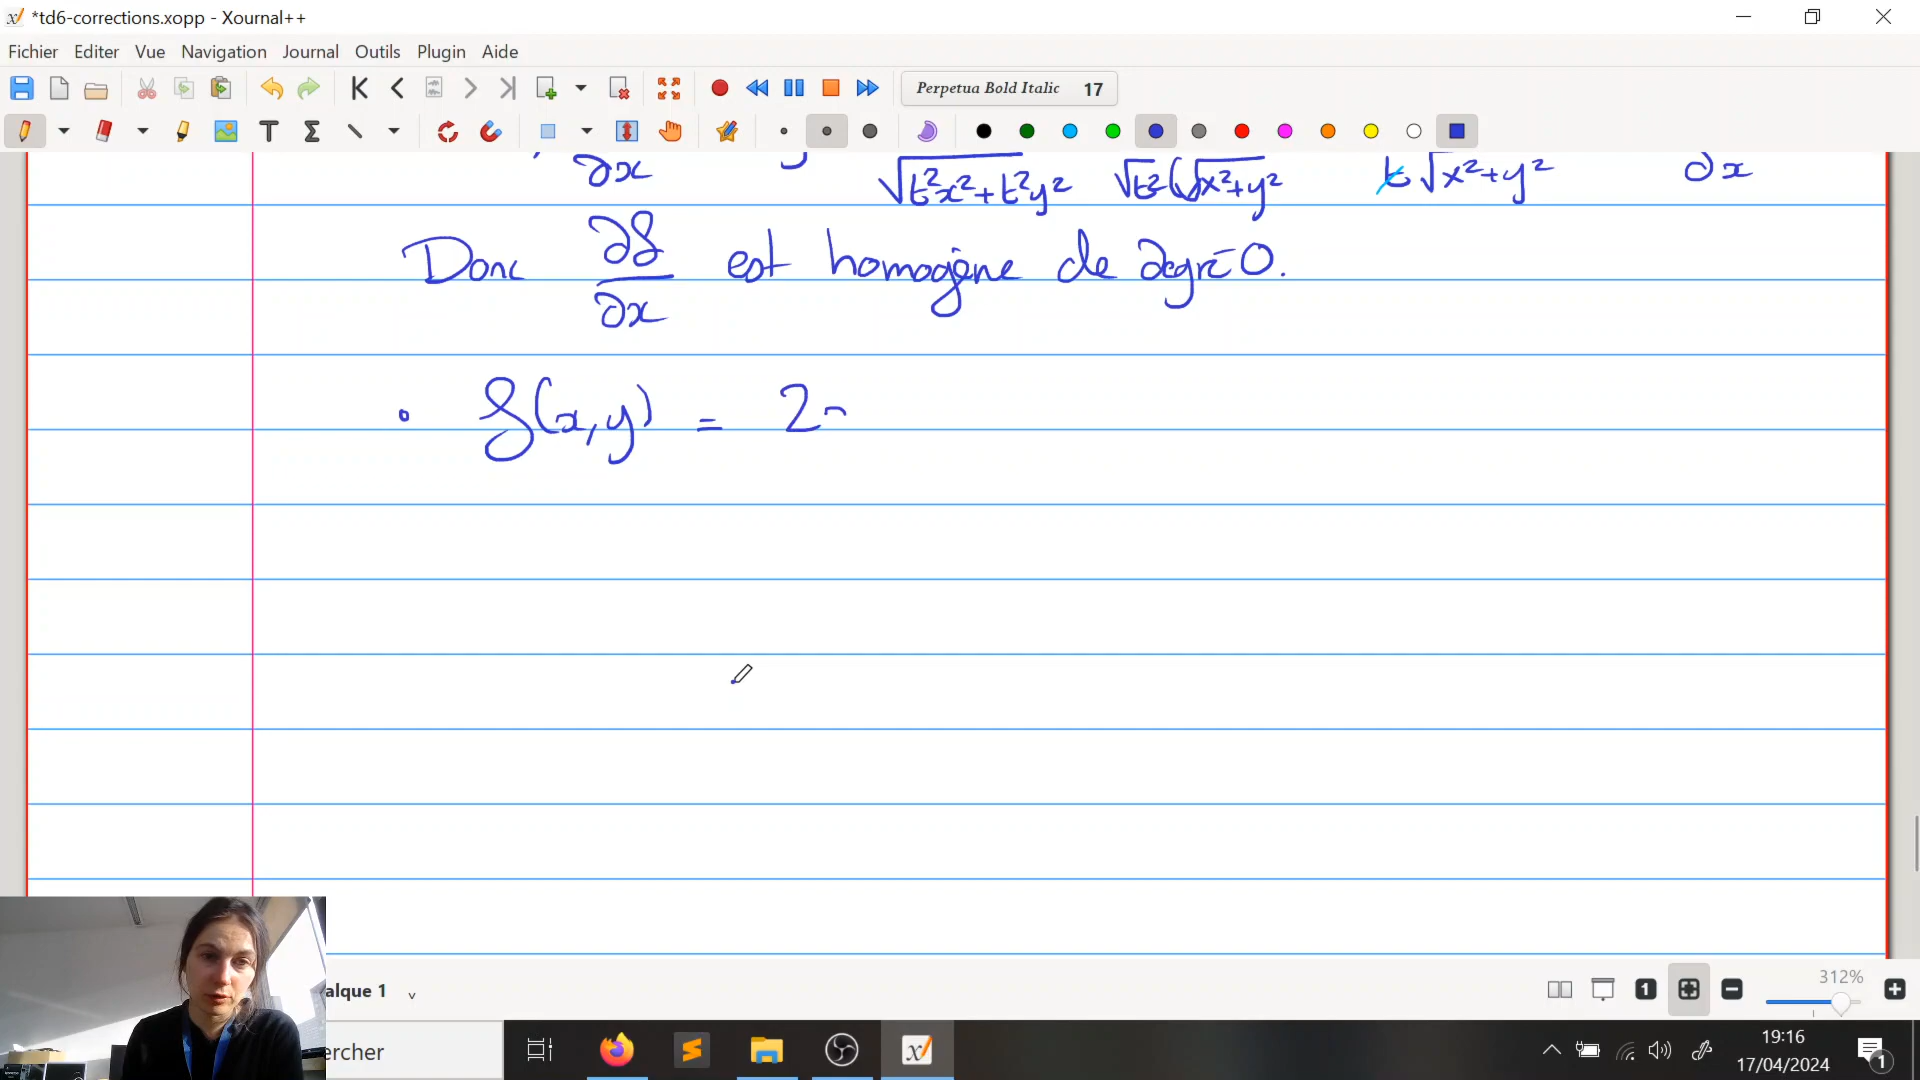 *td6-corrections.xopp - Xournal++
Fichier Editer Vue Navigation Journal Outils Plugin Aide
Perpetua Bold Italic 17
∂x √t²x²+t²y² √t²(√x²+y² t√x²+y² ∂x
Donc ∂f/∂x est homogène de degré 0.
• f(x,y) = 2
alque 1
312%
ercher
19:16
17/04/2024
1